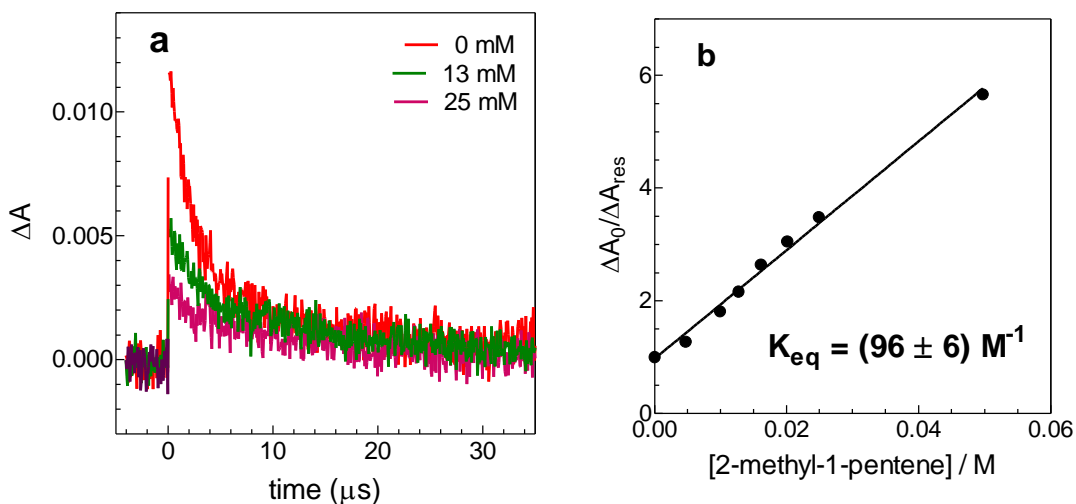 a
0 mM
13 mM
25 mM
0.010
0.005
0.000
ΔA
0
10
20
30
time (μs)
b
6
4
2
0
ΔA₀/ΔA_res
K_eq = (96 ± 6) M⁻¹
0.00
0.02
0.04
0.06
[2-methyl-1-pentene] / M